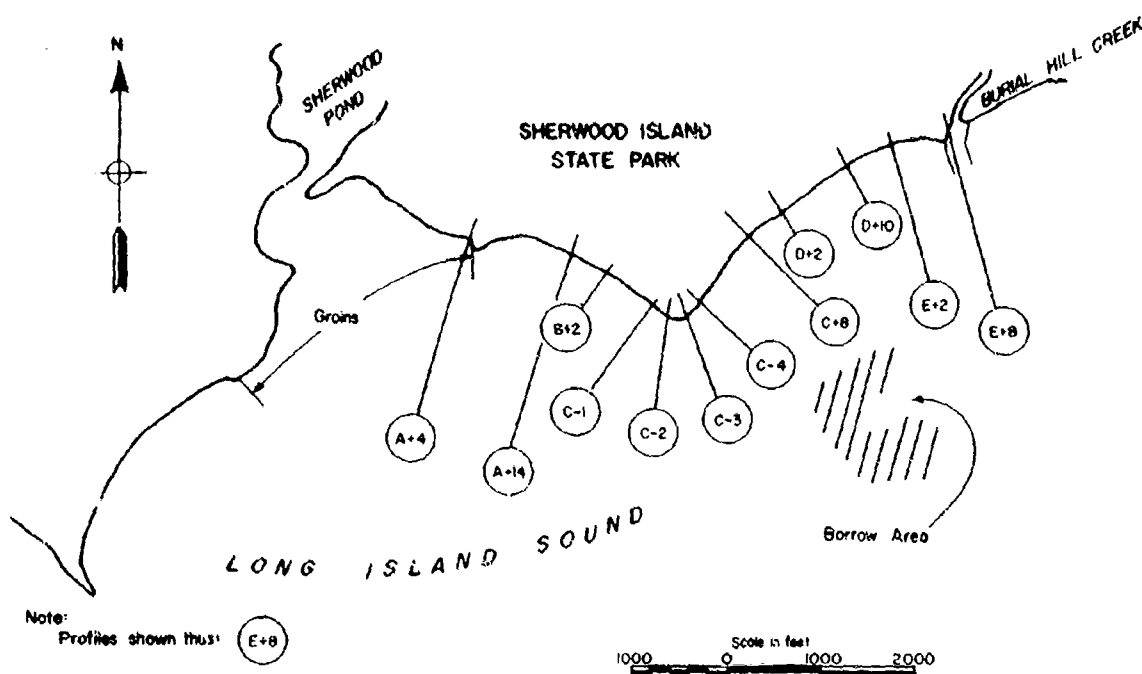 N
SHERWOOD
POND
BURIAL HILL CREEK
SHERWOOD ISLAND
STATE PARK
D+10
D+2
Groins
B+2
C+8
E+2
E+8
C-4
C-1
C-2
C-3
A+4
A+14
Borrow Area
LONG ISLAND SOUND
Note:
Profiles shown thus: E+8
Scale in feet
1000 0 1000 2000